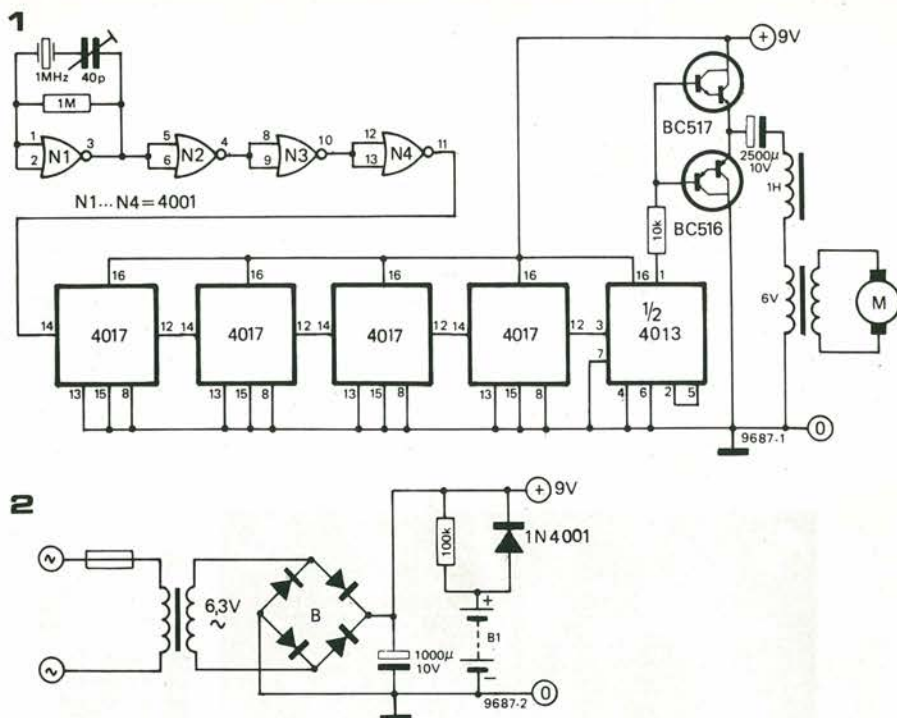 1
1MHz 40p
1M
1 2 N1 3
5 6 N2 4
8 9 N3 10
12 13 N4 11
N1...N4=4001
+ 9V
BC517
2500µ
10V
1H
BC516
10k
16 16 16 16 16 1
14 4017 12 14 4017 12 14 4017 12 14 4017 12 3 1/2 4013
7
13 15 8 13 15 8 13 15 8 13 15 8 4 6 2 5
6V
M
9687-1
0
2
+ 9V
100k
1N4001
~
6,3V
~
B
1000µ
10V
+
B1
−
~
9687-2
0